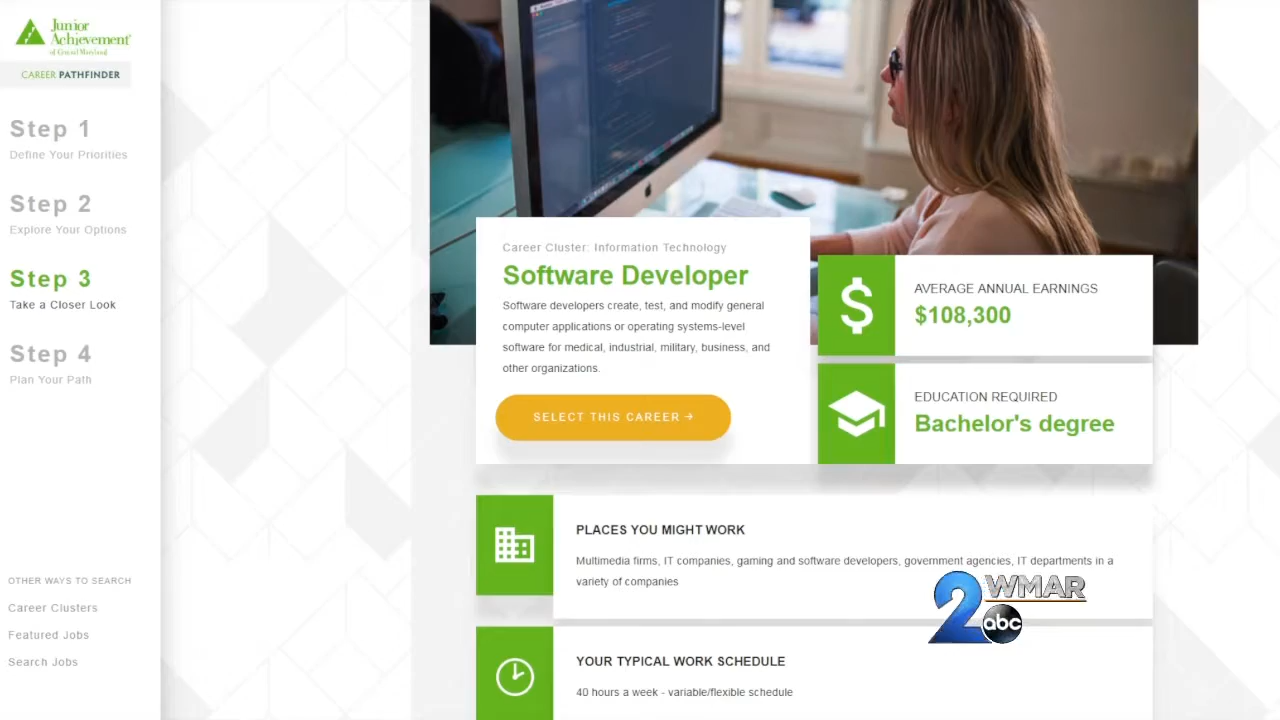 Junior
Achievement
of Central Maryland
CAREER PATHFINDER
Step 1
Define Your Priorities
Step 2
Explore Your Options
Step 3
Take a Closer Look
Step 4
Plan Your Path
OTHER WAYS TO SEARCH
Career Clusters
Featured Jobs
Search Jobs
Career Cluster: Information Technology
Software Developer
Software developers create, test, and modify general
computer applications or operating systems-level
software for medical, industrial, military, business, and
other organizations.
SELECT THIS CAREER →
$
AVERAGE ANNUAL EARNINGS
$108,300
EDUCATION REQUIRED
Bachelor's degree
PLACES YOU MIGHT WORK
Multimedia firms, IT companies, gaming and software developers, government agencies, IT departments in a
variety of companies
2 WMAR
abc
YOUR TYPICAL WORK SCHEDULE
40 hours a week - variable/flexible schedule